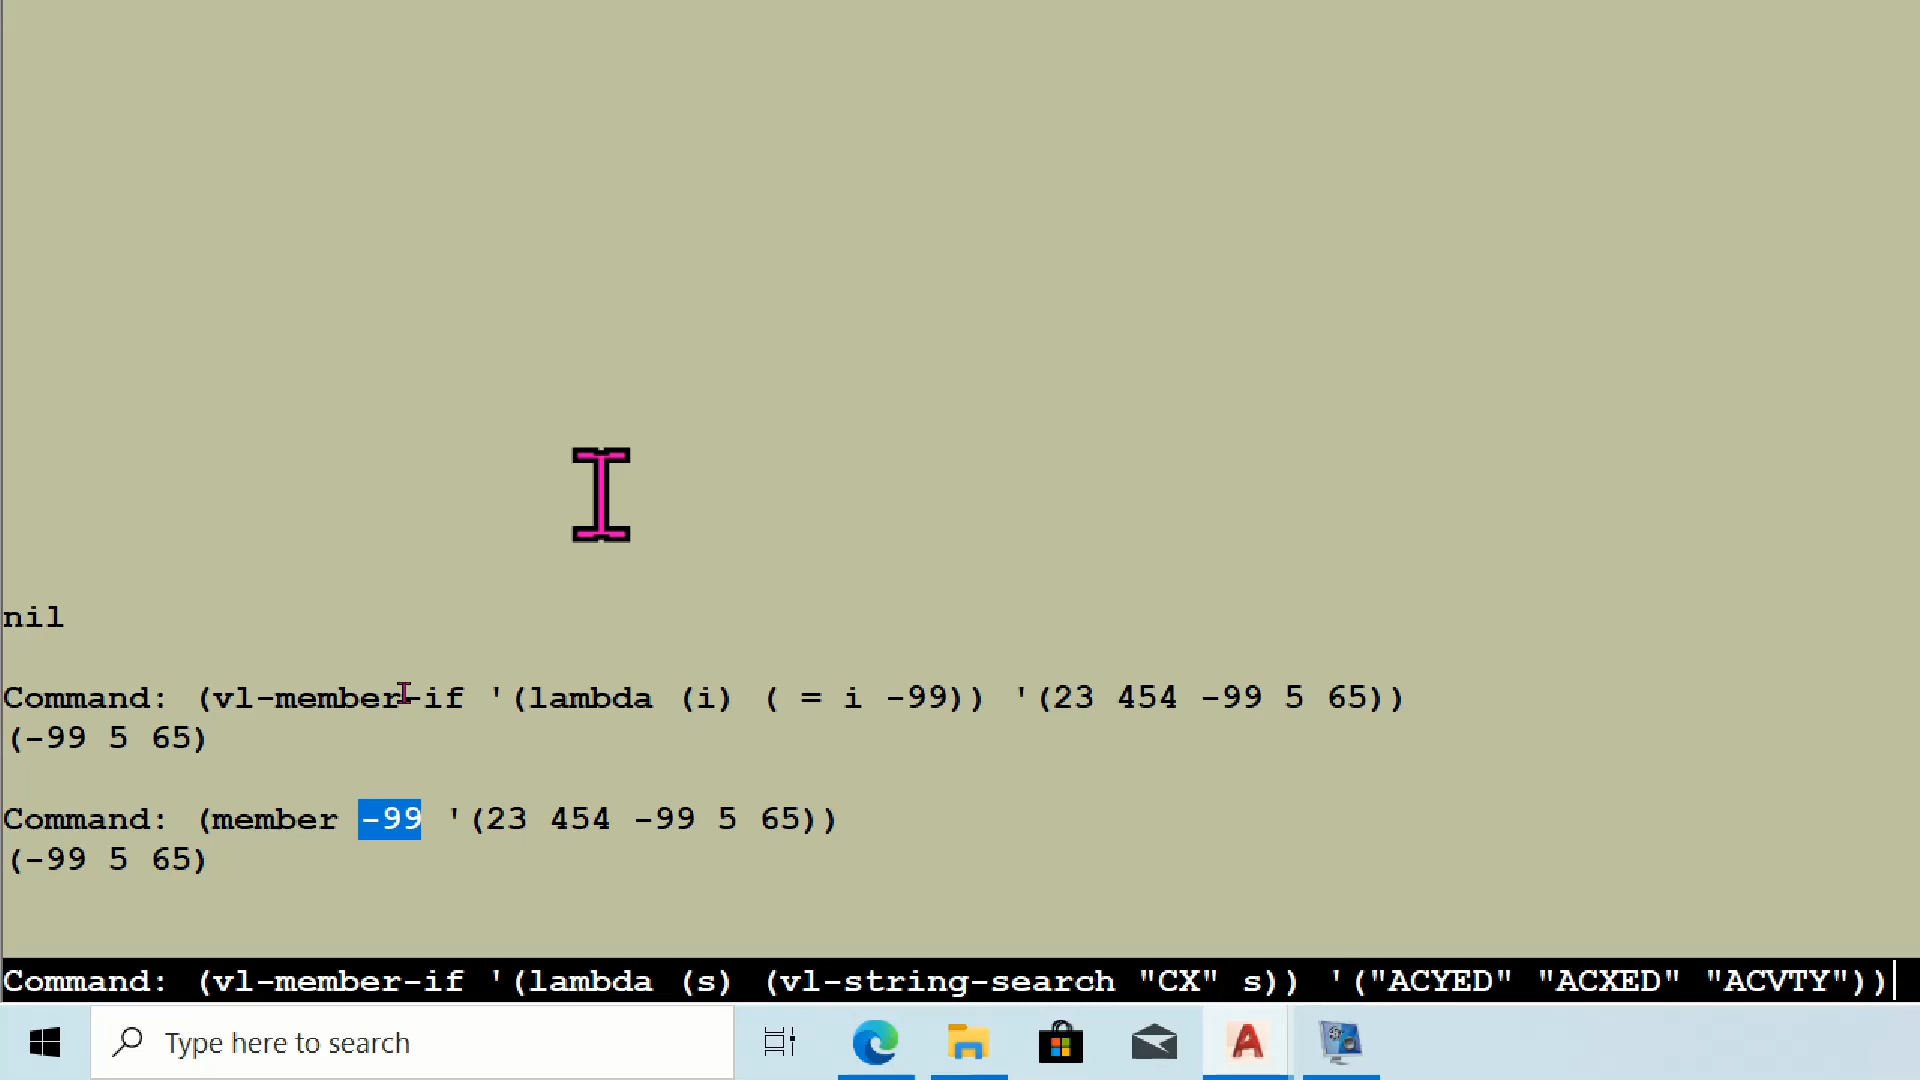 nil
Command: (vl-member-if '(lambda (i) ( = i -99)) '(23 454 -99 5 65))
(-99 5 65)
Command: (member -99 '(23 454 -99 5 65))
(-99 5 65)
Command: (vl-member-if '(lambda (s) (vl-string-search "CX" s)) '("ACYED" "ACXED" "ACVTY"))
Type here to search